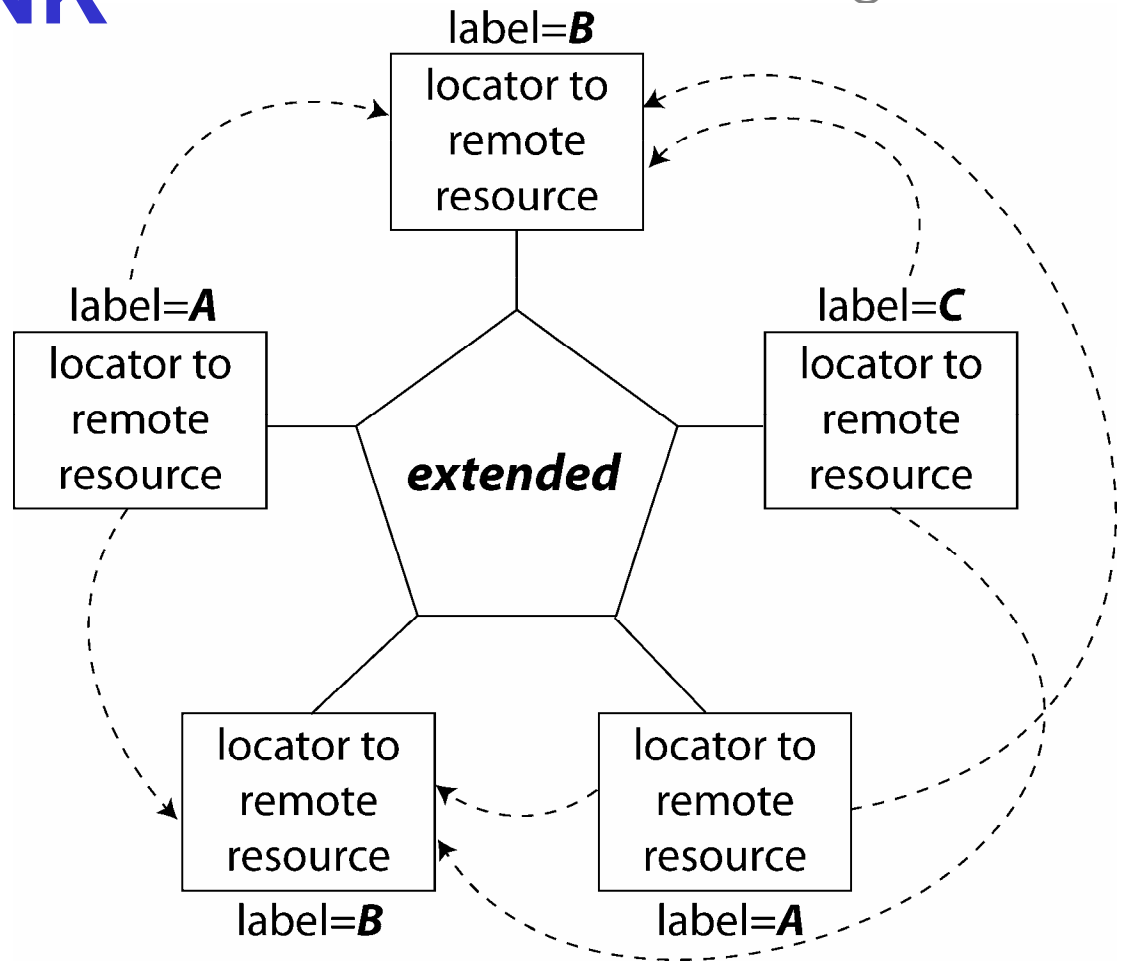 label=B
locator to
remote
resource
label=A
locator to
remote
resource
label=C
locator to
remote
resource
extended
locator to
remote
resource
label=B
locator to
remote
resource
label=A